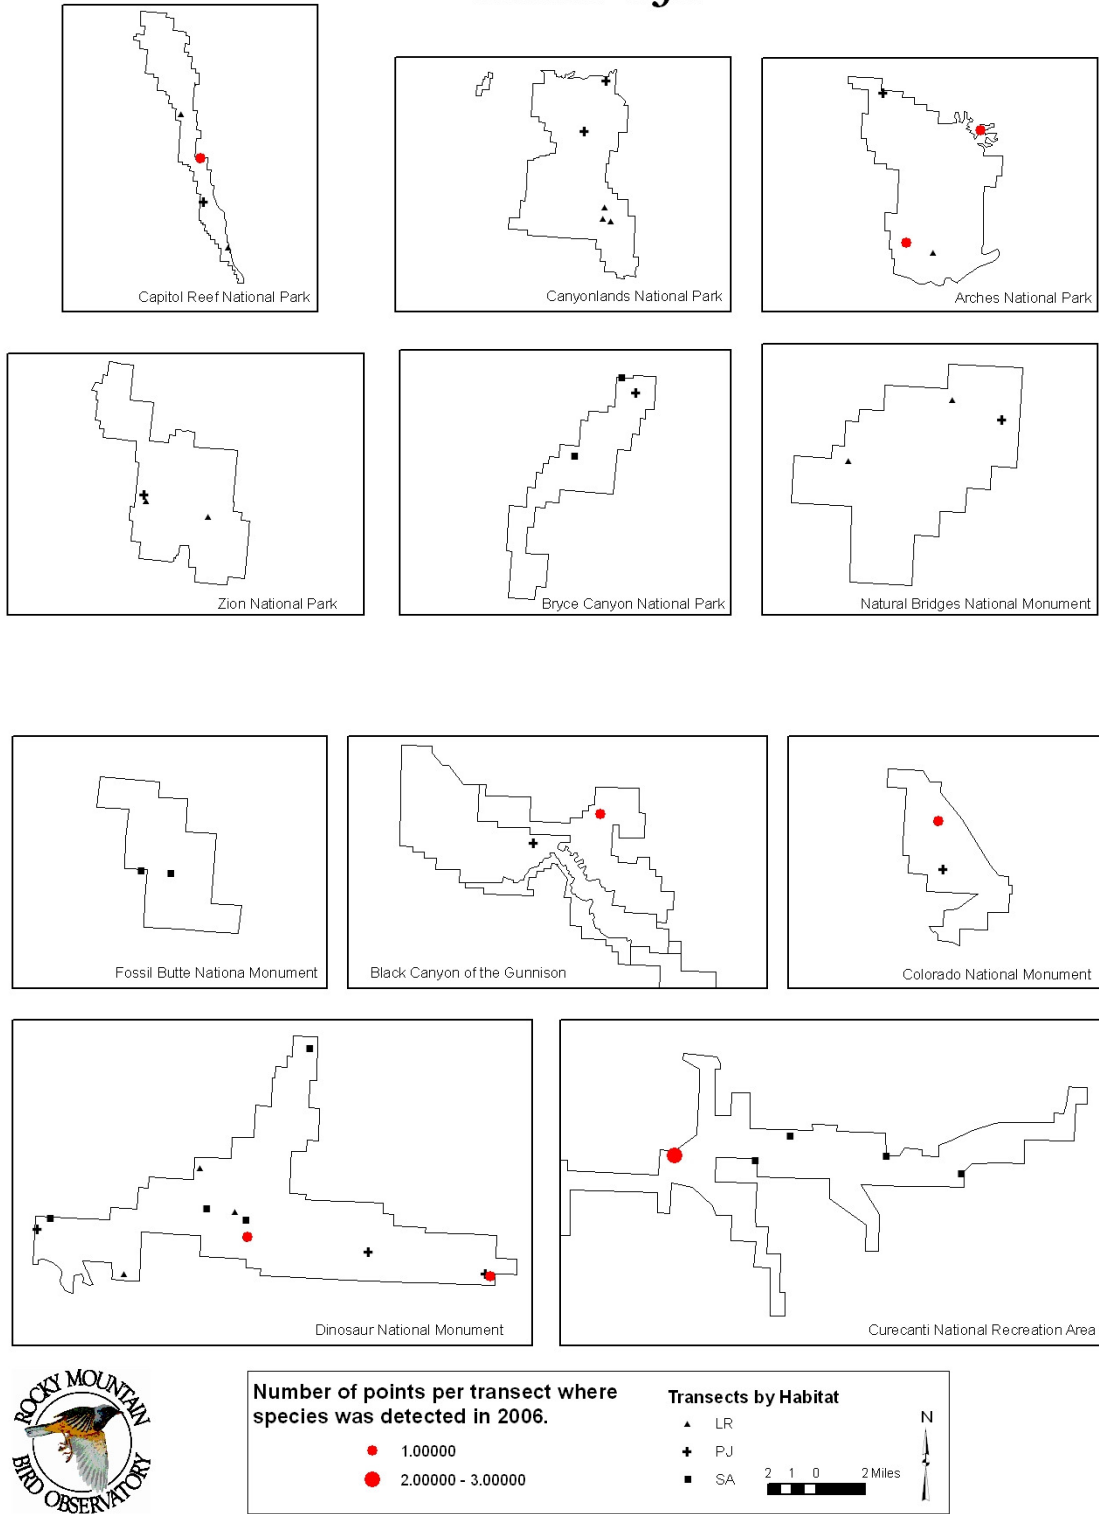 Capitol Reef National Park
Canyonlands National Park
Arches National Park
Zion National Park
Bryce Canyon National Park
Natural Bridges National Monument
Fossil Butte Nationa Monument
Black Canyon of the Gunnison
Colorado National Monument
Dinosaur National Monument
Curecanti National Recreation Area
ROCKY MOUNTAIN
BIRD OBSERVATORY
Number of points per transect where
species was detected in 2006.
1.00000
2.00000 - 3.00000
Transects by Habitat
LR
PJ
SA
2 1 0 2 Miles
N